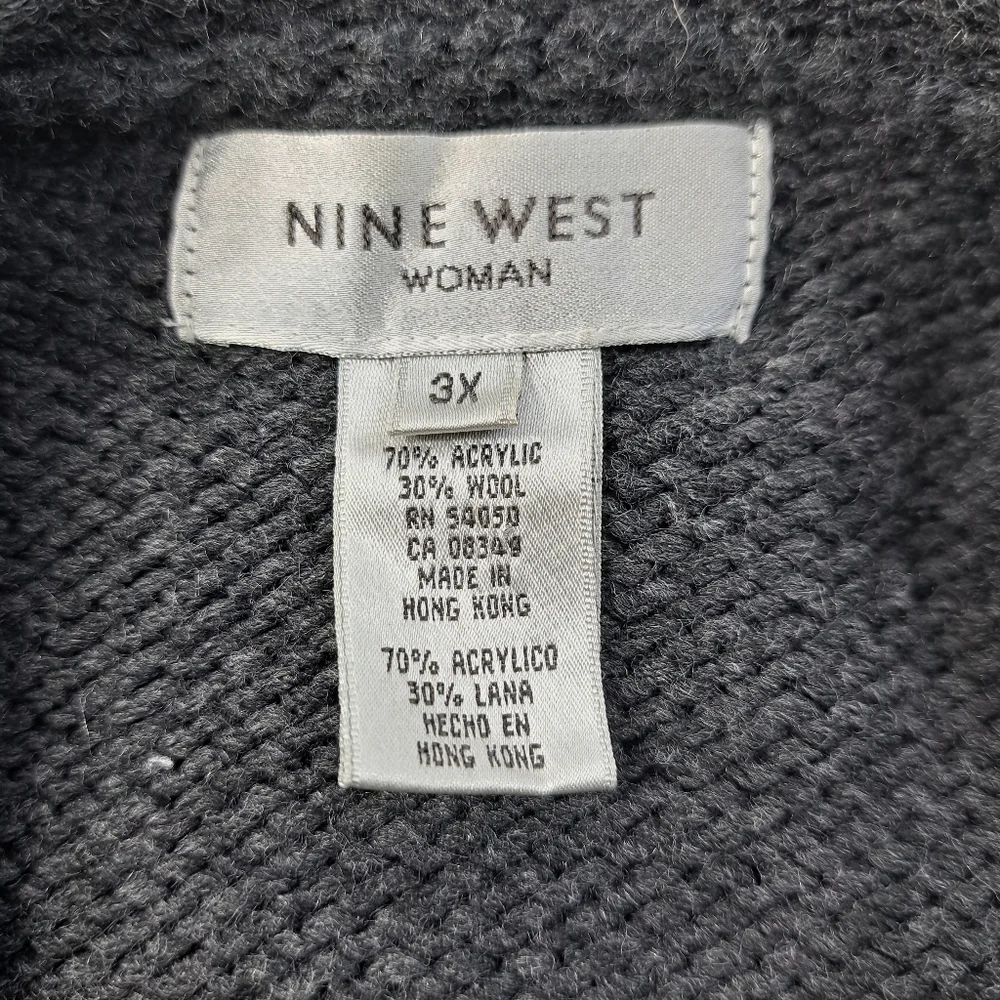 NINE WEST
WOMAN
3X
70% ACRYLIC
30% WOOL
RN 54050
CA 08349
MADE IN
HONG KONG
70% ACRYLICO
30% LANA
HECHO EN
HONG KONG